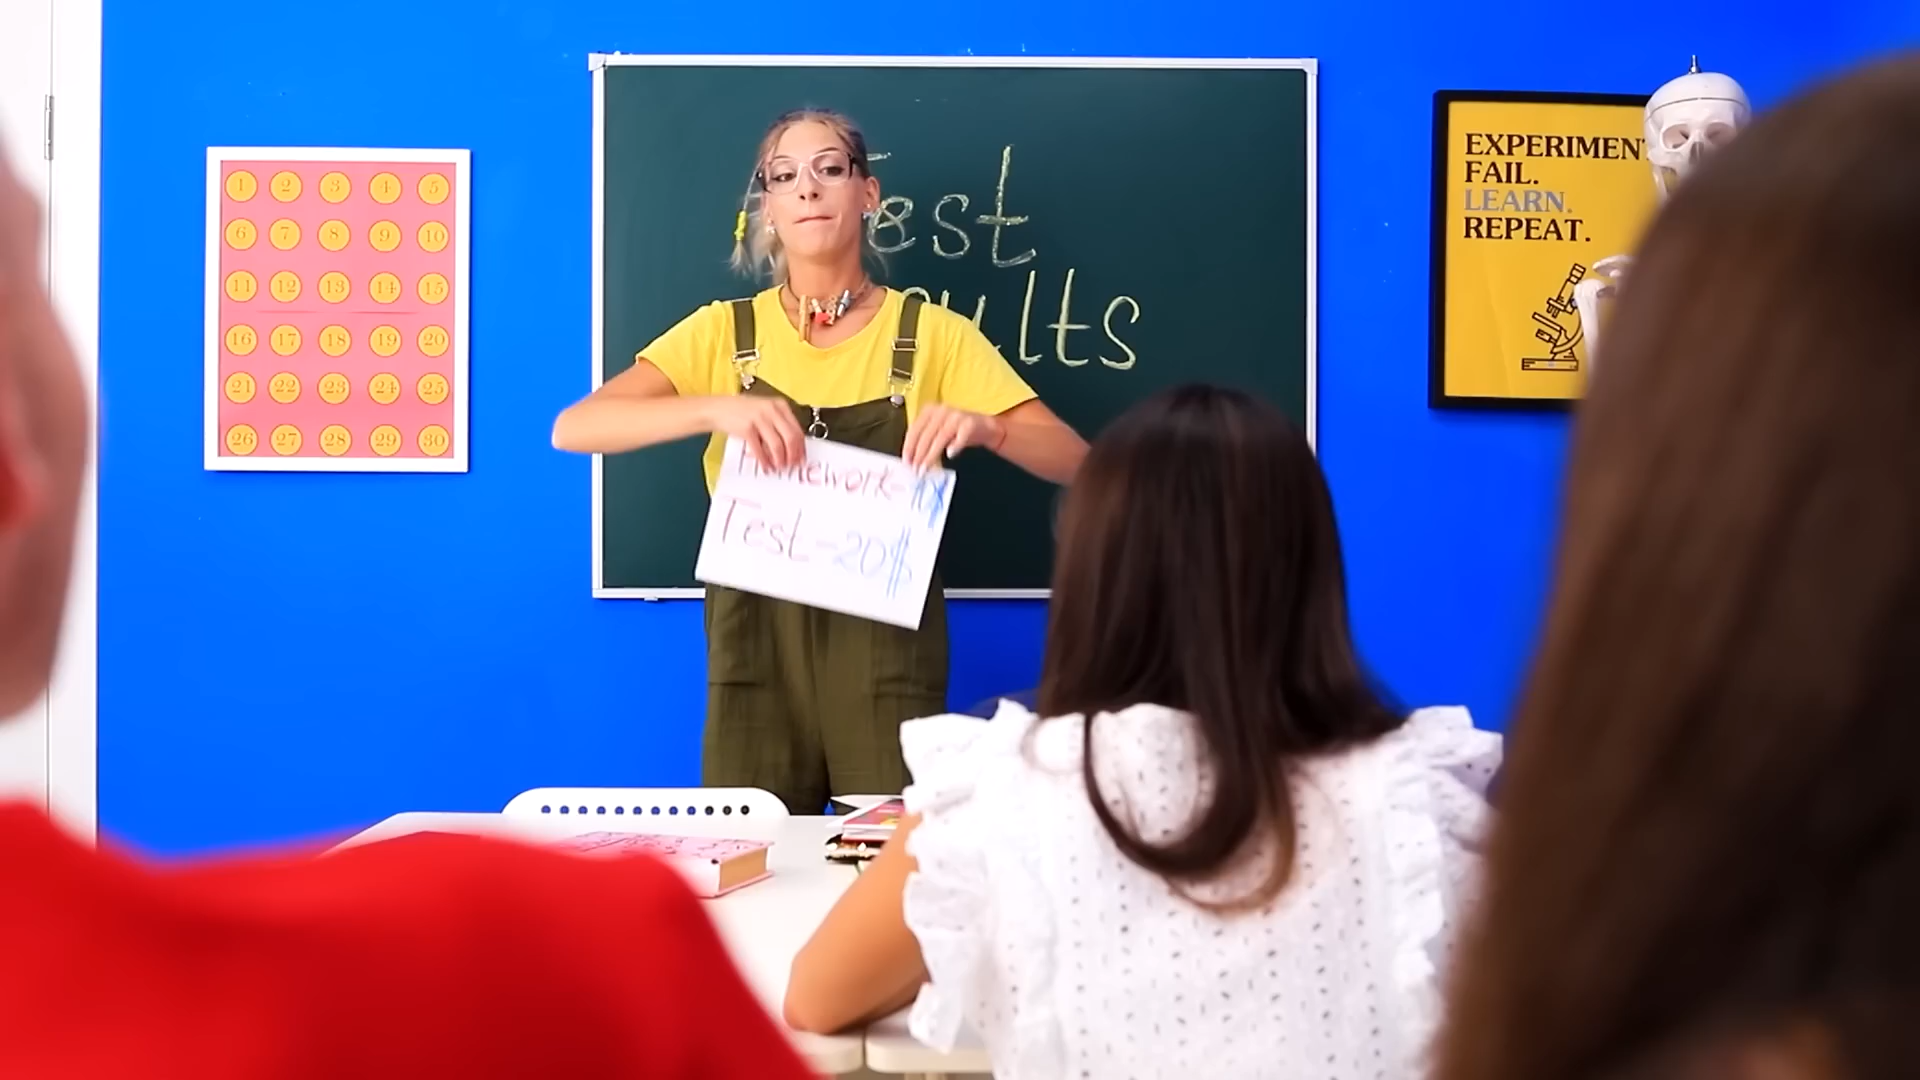 1 2 3 4 5
6 7 8 9 10
11 12 13 14 15
16 17 18 19 20
21 22 23 24 25
26 27 28 29 30
Test
ults
Homework-10$
Test-20$
EXPERIMENT
FAIL.
LEARN.
REPEAT.